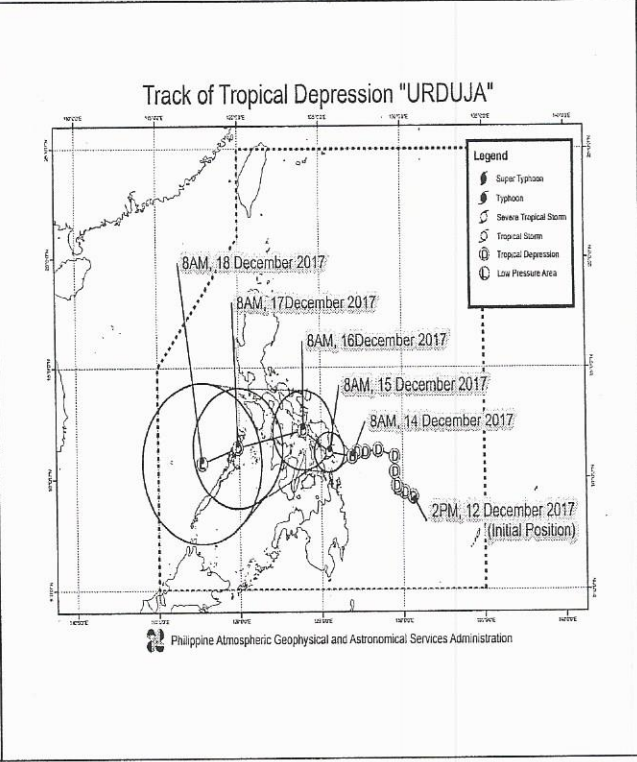 Track of Tropical Depression "URDUJA"
Legend
Super Typhoon
Typhoon
Severe Tropical Storm
Tropical Storm
Tropical Depression
Low Pressure Area
8AM, 18 December 2017
8AM, 17December 2017
8AM, 16December 2017
8AM, 15 December 2017
8AM, 14 December 2017
2PM, 12 December 2017
(Initial Position)
Philippine Atmospheric Geophysical and Astronomical Services Administration